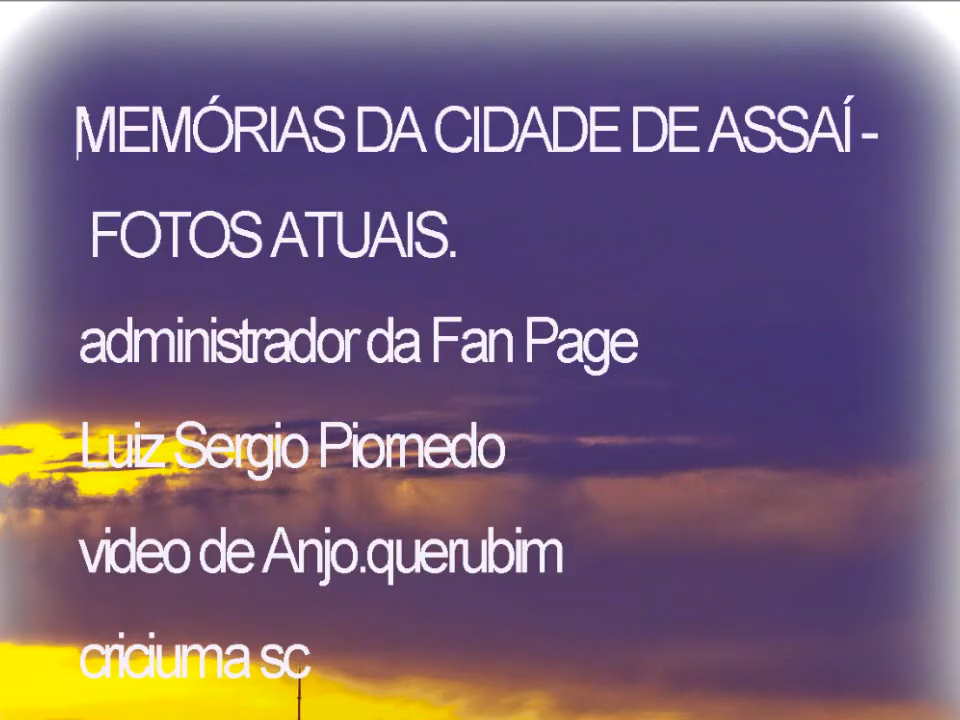 MEMÓRIAS DA CIDADE DE ASSAÍ -
FOTOS ATUAIS.
administrador da Fan Page
Luiz Sergio Piornedo
video de Anjo.querubim
criciuma sc